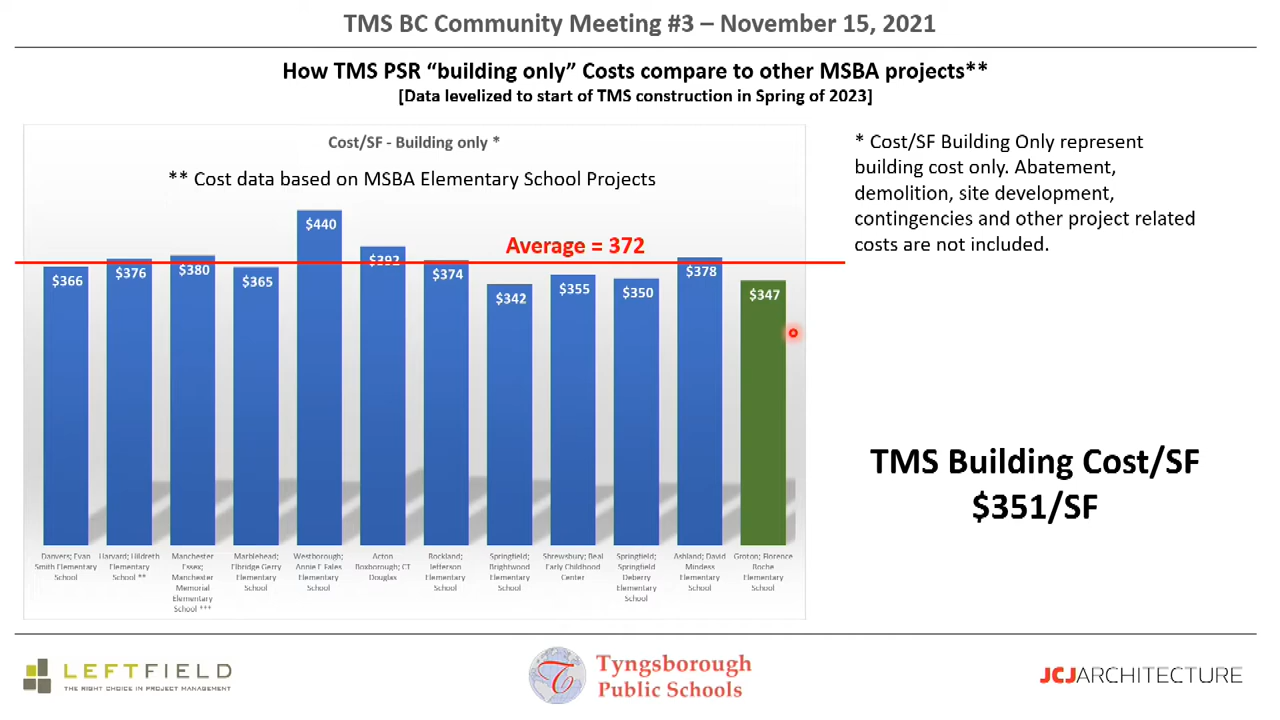 TMS BC Community Meeting #3 – November 15, 2021
How TMS PSR “building only” Costs compare to other MSBA projects**
[Data levelized to start of TMS construction in Spring of 2023]
Cost/SF - Building only *
** Cost data based on MSBA Elementary School Projects
Average = 372
$366
$376
$380
$365
$440
$392
$374
$342
$355
$350
$378
$347
Danvers; Evan
Smith Elementary
School
Harvard; Hildreth
Elementary
School **
Manchester
Essex;
Manchester
Memorial
Elementary
School ***
Marblehead;
Elbridge Gerry
Elementary
School
Westborough;
Annie E Fales
Elementary
School
Acton
Boxborough; CT
Douglas
Rockland;
Jefferson
Elementary
School
Springfield;
Brightwood
Elementary
School
Shrewsbury; Beal
Early Childhood
Center
Springfield;
Springfield
Deberry
Elementary
School
Ashland; David
Mindess
Elementary
School
Groton; Florence
Roche
Elementary
School
* Cost/SF Building Only represent
building cost only. Abatement,
demolition, site development,
contingencies and other project related
costs are not included.
TMS Building Cost/SF
$351/SF
LEFTFIELD
THE RIGHT CHOICE IN PROJECT MANAGEMENT
T
Tyngsborough
Public Schools
JCJARCHITECTURE